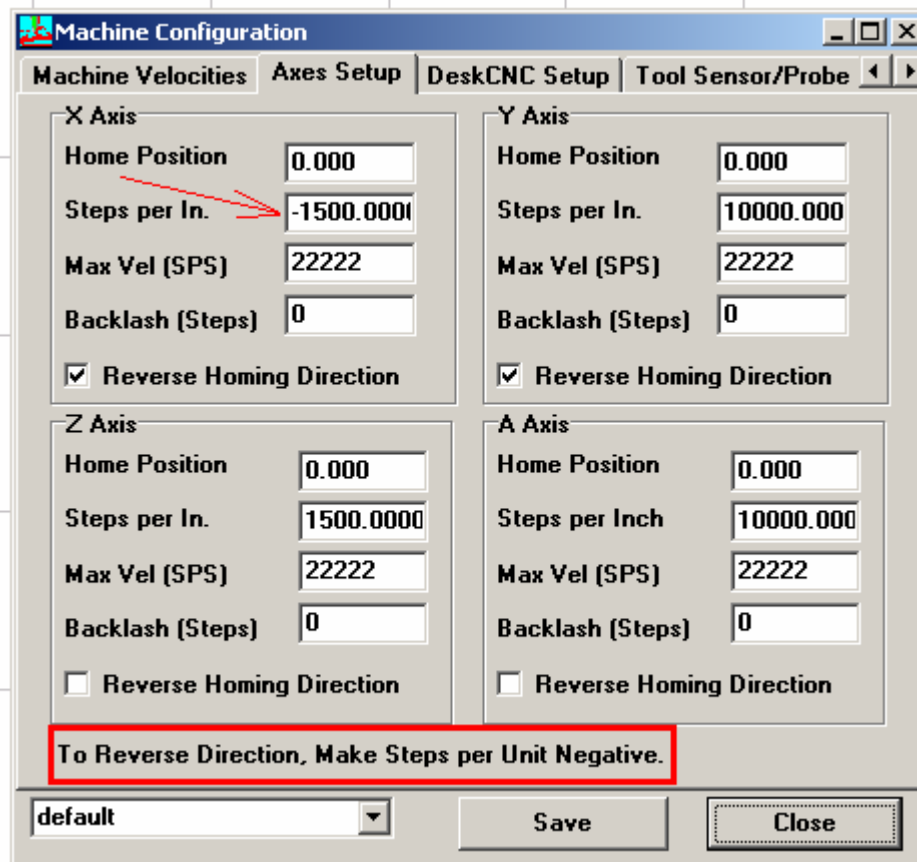 Machine Configuration
Machine Velocities Axes Setup DeskCNC Setup Tool Sensor/Probe
X Axis
Home Position 0.000
Steps per In. -1500.000
Max Vel (SPS) 22222
Backlash (Steps) 0
Reverse Homing Direction
Y Axis
Home Position 0.000
Steps per In. 10000.000
Max Vel (SPS) 22222
Backlash (Steps) 0
Reverse Homing Direction
Z Axis
Home Position 0.000
Steps per In. 1500.0000
Max Vel (SPS) 22222
Backlash (Steps) 0
Reverse Homing Direction
A Axis
Home Position 0.000
Steps per Inch 10000.000
Max Vel (SPS) 22222
Backlash (Steps) 0
Reverse Homing Direction
To Reverse Direction, Make Steps per Unit Negative.
default Save Close